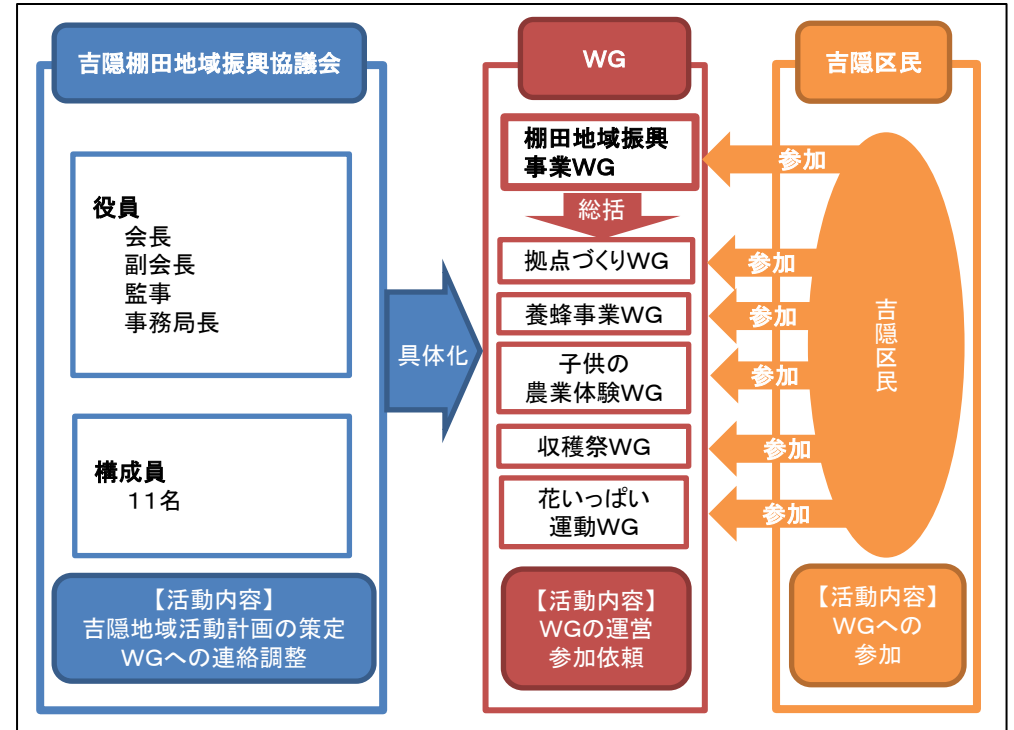 吉隠棚田地域振興協議会
役員
会長
副会長
監事
事務局長
構成員
11名
【活動内容】
吉隠地域活動計画の策定
WGへの連絡調整
具体化
WG
棚田地域振興
事業WG
総括
拠点づくりWG
養蜂事業WG
子供の
農業体験WG
収穫祭WG
花いっぱい
運動WG
【活動内容】
WGの運営
参加依頼
吉隠区民
参加
参加
参加
参加
参加
参加
吉隠区民
【活動内容】
WGへの
参加